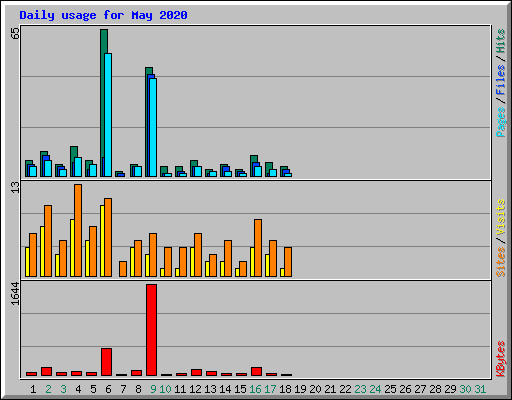 Daily usage for May 2020
65
Pages / Files / Hits
13
Sites / Visits
1644
KBytes
1 2 3 4 5 6 7 8 9 10 11 12 13 14 15 16 17 18 19 20 21 22 23 24 25 26 27 28 29 30 31